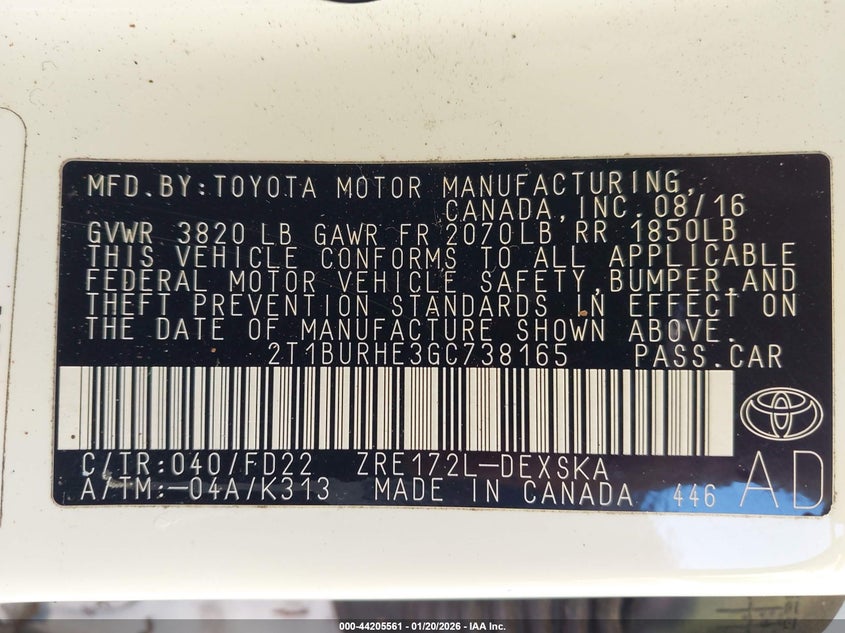 MFD.BY:TOYOTA MOTOR MANUFACTURING,
CANADA,INC.08/16
GVWR 3820 LB GAWR FR 2070LB RR 1850LB
THIS VEHICLE CONFORMS TO ALL APPLICABLE
FEDERAL MOTOR VEHICLE SAFETY,BUMPER,AND
THEFT PREVENTION STANDARDS IN EFFECT ON
THE DATE OF MANUFACTURE SHOWN ABOVE.
2T1BURHE3GC738165 PASS.CAR
C/TR:040/FD22 ZRE172L-DEXSKA
A/TM:-04A/K313 MADE IN CANADA 446 AD
000-44205561 - 01/20/2026 - IAA Inc.